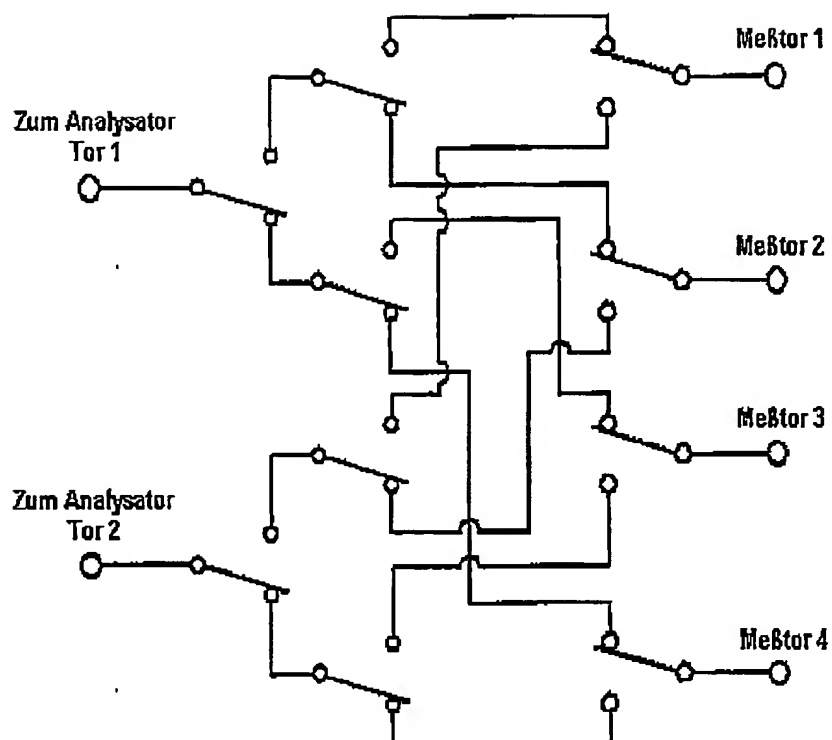 Meßtor 1
Zum Analysator
Tor 1
Meßtor 2
Meßtor 3
Zum Analysator
Tor 2
Meßtor 4